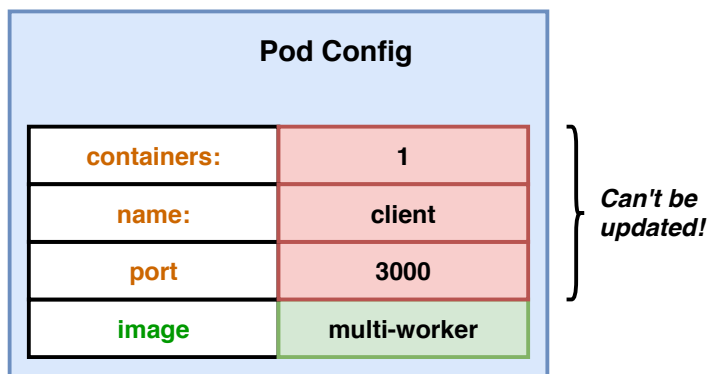 Pod Config
containers: 1
name: client
port 3000
image multi-worker
Can't be
updated!